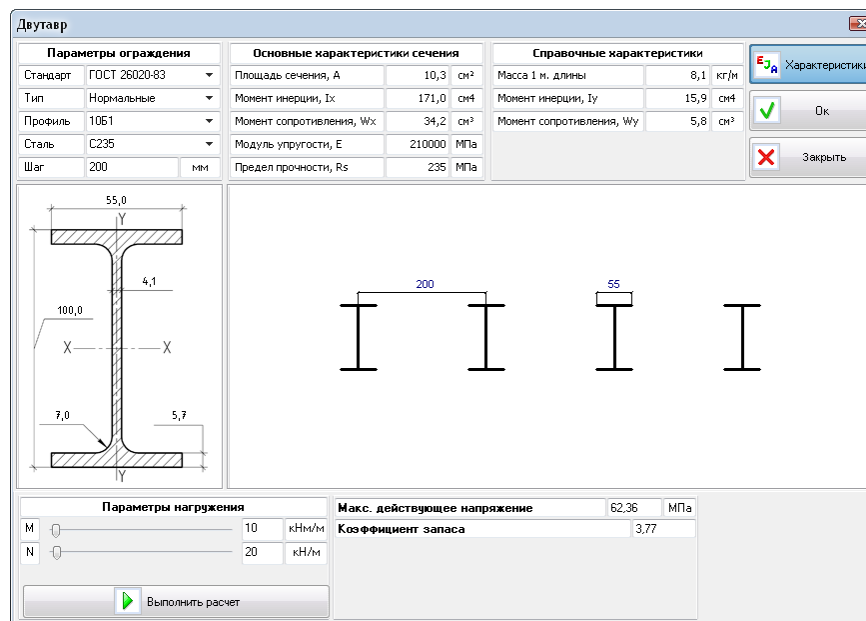 Двутавр
Параметры ограждения
Стандарт ГОСТ 26020-83
Тип Нормальные
Профиль 10Б1
Сталь С235
Шаг 200 мм
Основные характеристики сечения
Площадь сечения, A 10,3 см²
Момент инерции, Ix 171,0 см4
Момент сопротивления, Wx 34,2 см³
Модуль упругости, E 210000 МПа
Предел прочности, Rs 235 МПа
Справочные характеристики
Масса 1 м. длины 8,1 кг/м
Момент инерции, Iy 15,9 см4
Момент сопротивления, Wy 5,8 см³
EJA Характеристики
Ок
Закрыть
55,0
Y
4,1
100,0
X X
7,0 5,7
Y
200 55
Параметры нагружения
M 10 кНм/м
N 20 кН/м
Выполнить расчет
Макс. действующее напряжение 62,36 МПа
Коэффициент запаса 3,77